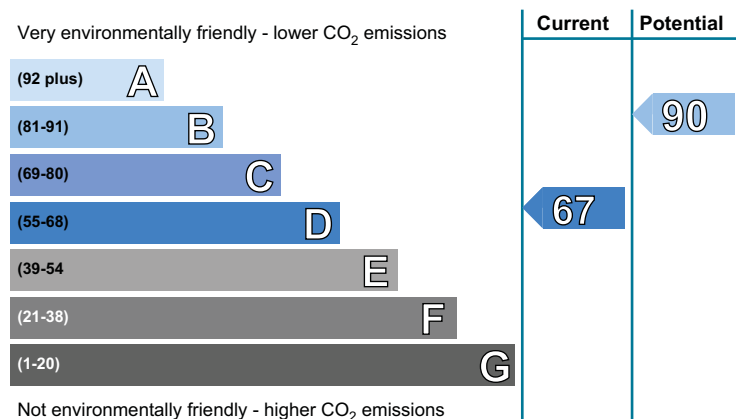 Very environmentally friendly - lower CO₂ emissions
Current
Potential
(92 plus) A
(81-91) B
90
(69-80) C
(55-68) D
67
(39-54 E
(21-38) F
(1-20) G
Not environmentally friendly - higher CO₂ emissions